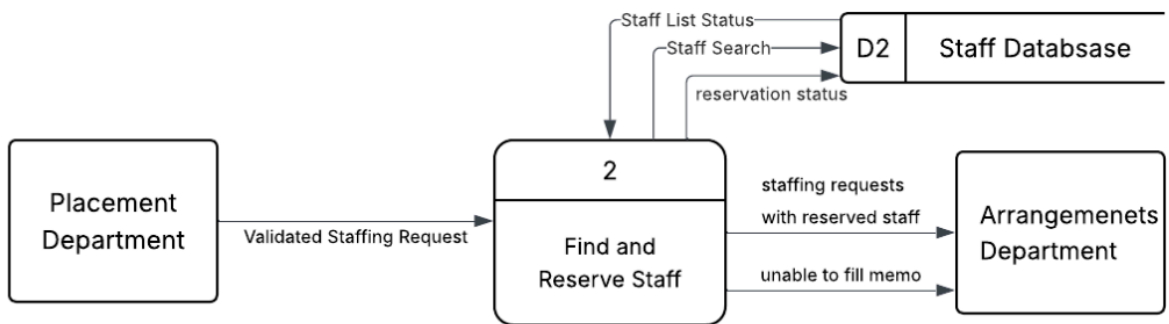 Staff List Status
Staff Search
reservation status
D2
Staff Databsase
Placement
Department
Validated Staffing Request
2
Find and
Reserve Staff
staffing requests
with reserved staff
unable to fill memo
Arrangemenets
Department